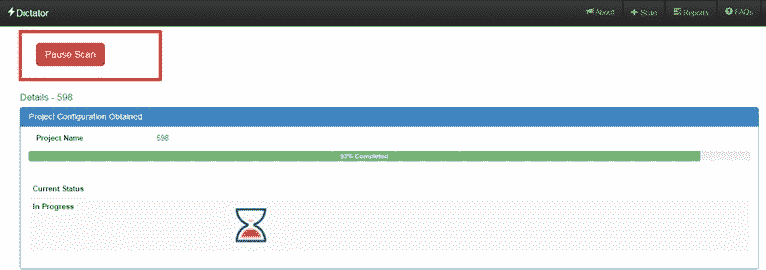 Dictator
About
Scan
Reports
FAQs
Pause Scan
Details - 598
Project Configuration Obtained
Project Name 598
93% Completed
Current Status
In Progress